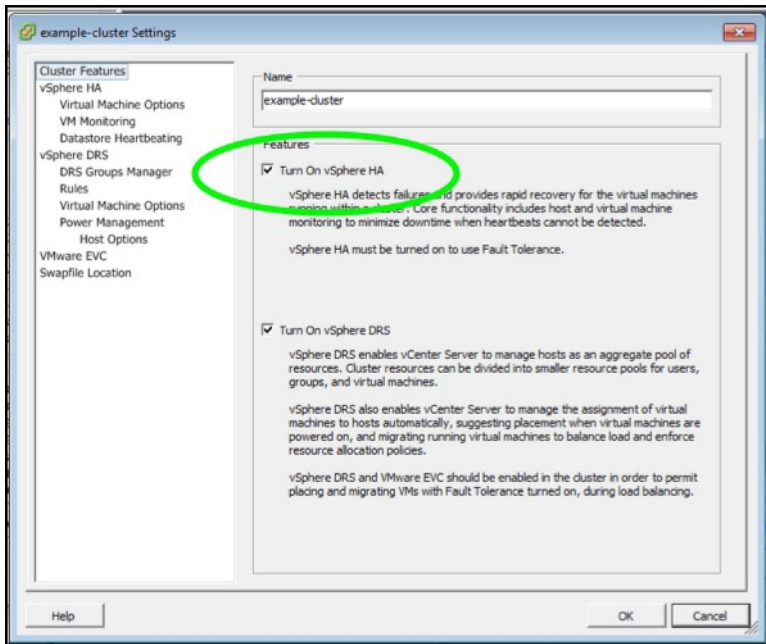 example-cluster Settings
Cluster Features
vSphere HA
Virtual Machine Options
VM Monitoring
Datastore Heartbeating
vSphere DRS
DRS Groups Manager
Rules
Virtual Machine Options
Power Management
Host Options
VMware EVC
Swapfile Location
Name
example-cluster
Features
Turn On vSphere HA
vSphere HA detects failures and provides rapid recovery for the virtual machines
running within a cluster. Core functionality includes host and virtual machine
monitoring to minimize downtime when heartbeats cannot be detected.
vSphere HA must be turned on to use Fault Tolerance.
Turn On vSphere DRS
vSphere DRS enables vCenter Server to manage hosts as an aggregate pool of
resources. Cluster resources can be divided into smaller resource pools for users,
groups, and virtual machines.
vSphere DRS also enables vCenter Server to manage the assignment of virtual
machines to hosts automatically, suggesting placement when virtual machines are
powered on, and migrating running virtual machines to balance load and enforce
resource allocation policies.
vSphere DRS and VMware EVC should be enabled in the cluster in order to permit
placing and migrating VMs with Fault Tolerance turned on, during load balancing.
Help
OK
Cancel